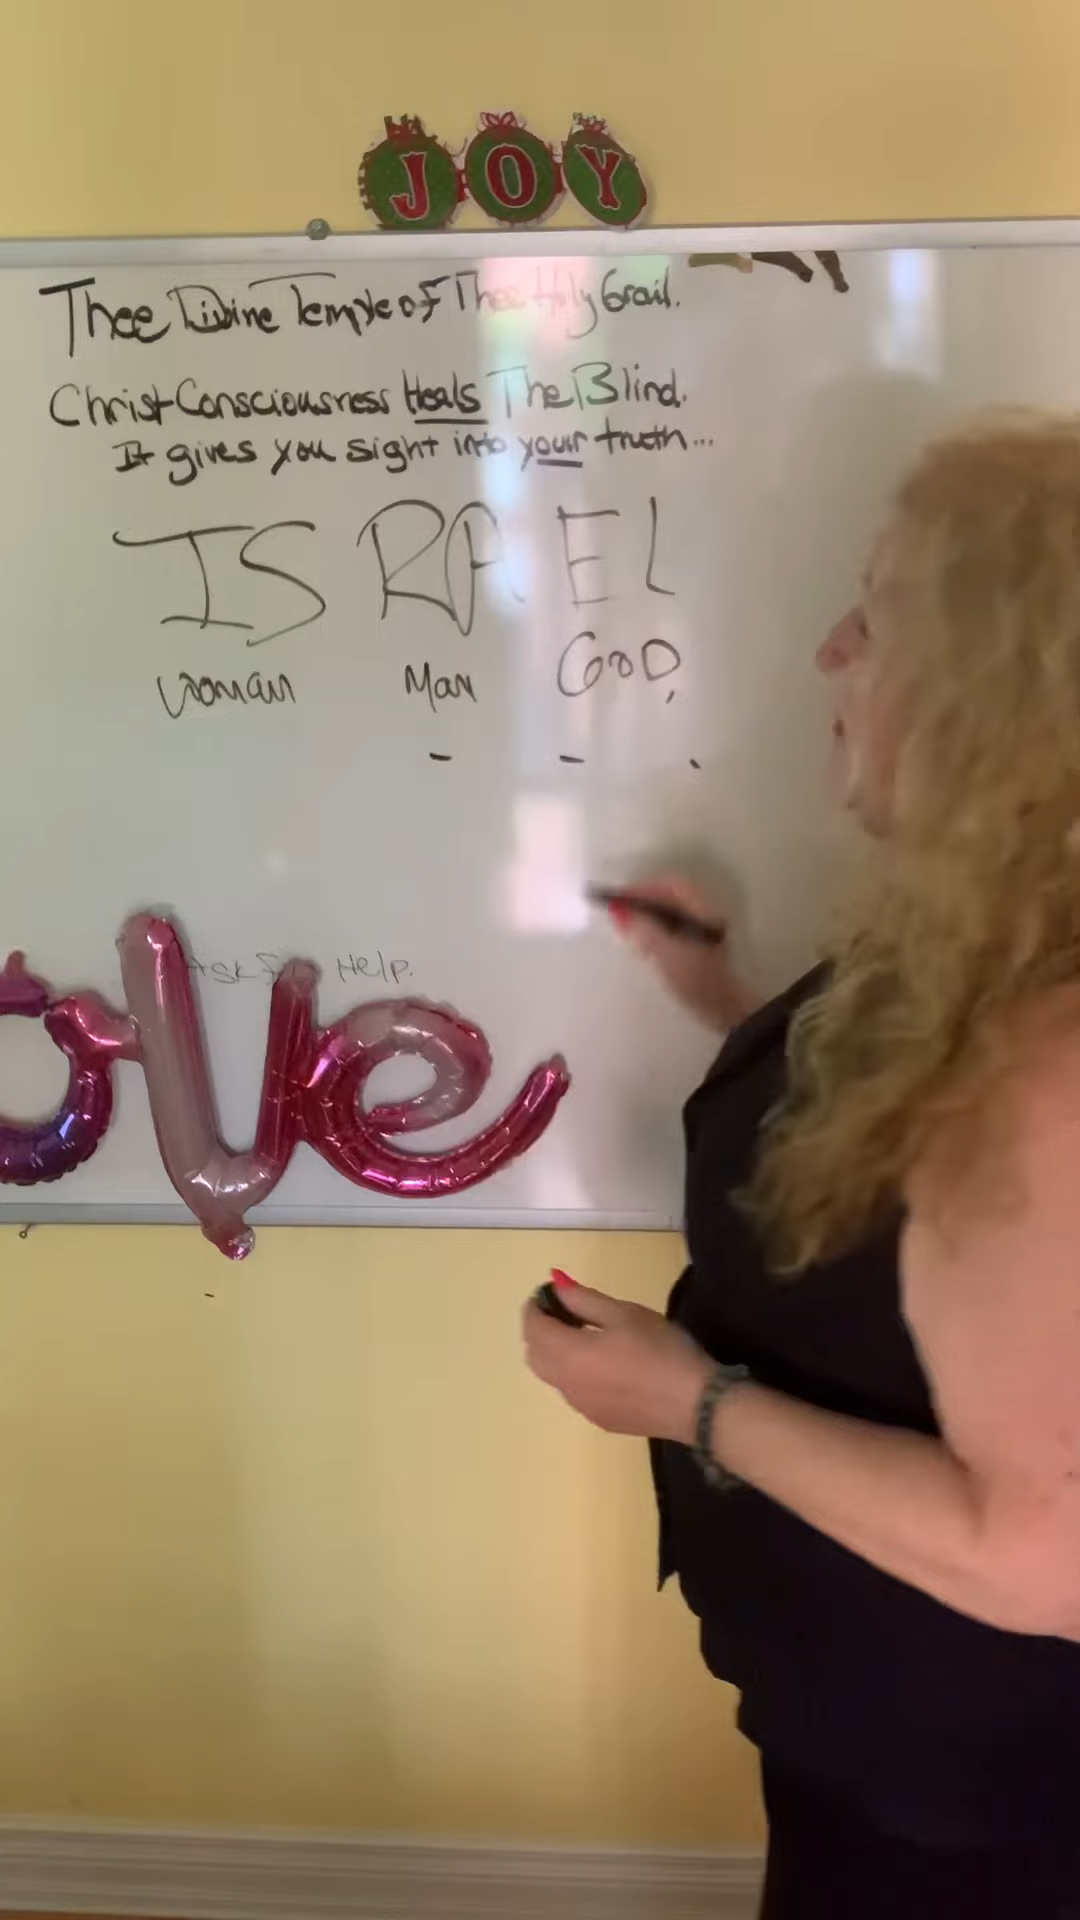 JOY
Thee Divine Temple of Thee Holy Grail.
Christ Consciousness Heals The Blind.
It gives you sight into your truth...
IS RA EL
Woman Man GOD,
Ask for Help.
ove